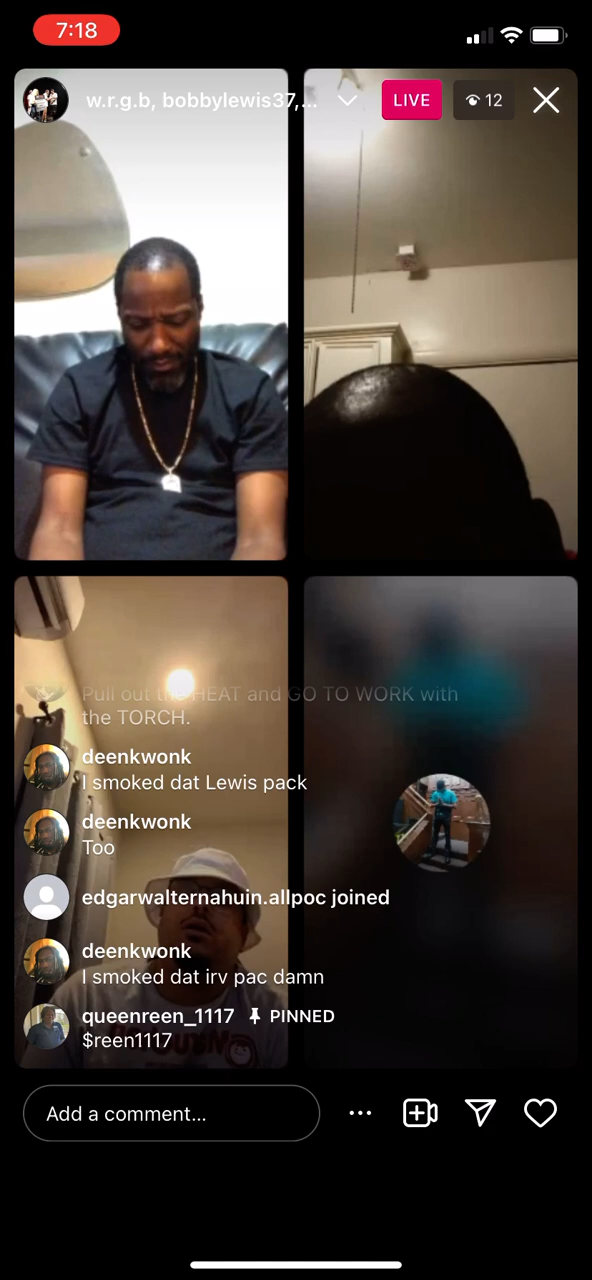 7:18
w.r.g.b, bobbylewis37,...
LIVE
12
Pull out the HEAT and GO TO WORK with
the TORCH.
deenkwonk
I smoked dat Lewis pack
deenkwonk
Too
edgarwalternahuin.allpoc joined
deenkwonk
I smoked dat irv pac damn
queenreen_1117 PINNED
$reen1117
Add a comment...